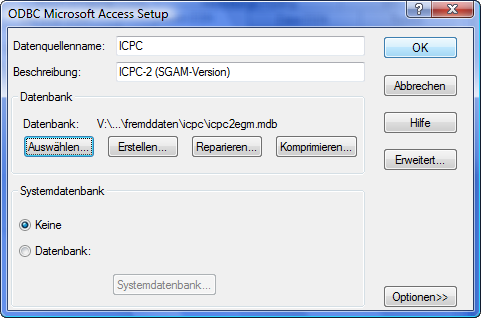 ODBC Microsoft Access Setup
Datenquellenname: ICPC
OK
Beschreibung: ICPC-2 (SGAM-Version)
Abbrechen
Datenbank
Datenbank: V:\...\fremddaten\icpc\icpc2egm.mdb
Hilfe
Auswählen... Erstellen... Reparieren... Komprimieren...
Erweitert...
Systemdatenbank
Keine
Datenbank:
Systemdatenbank...
Optionen>>